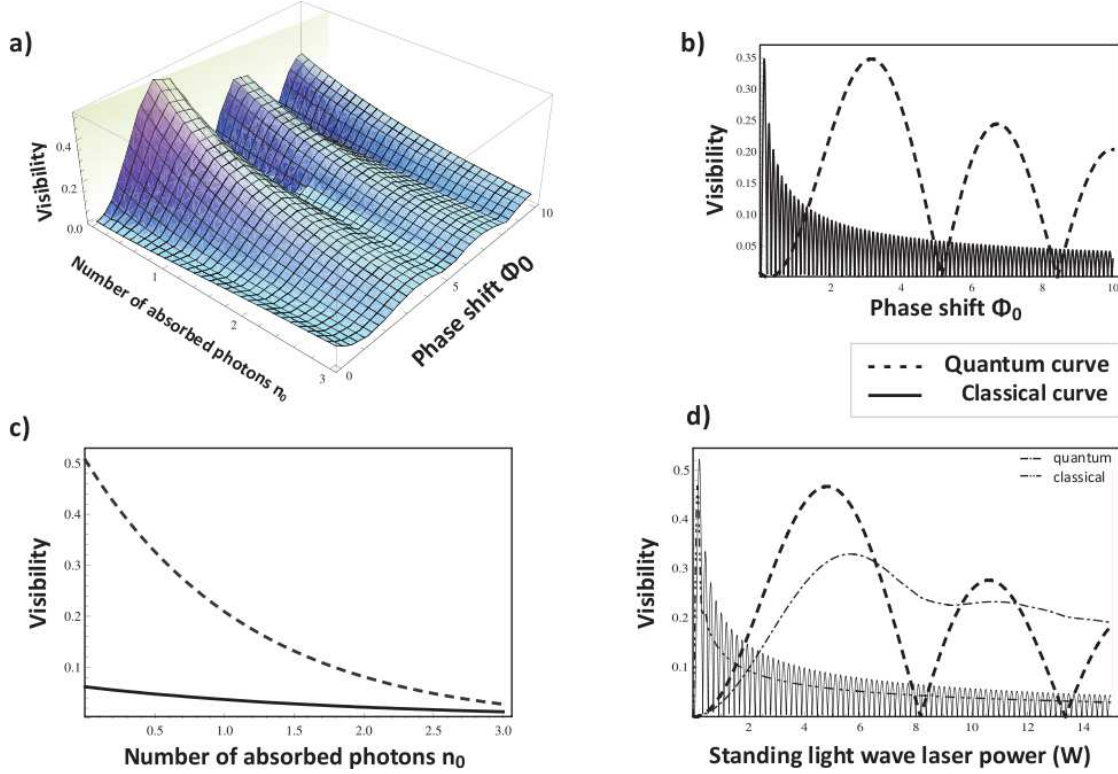 a)
Visibility
0.4
0.2
0.0
1
2
3
Number of absorbed photons n₀
0
5
10
Phase shift Φ0
b)
Visibility
0.35
0.30
0.25
0.20
0.15
0.10
0.05
2
4
6
8
10
Phase shift Φ₀
Quantum curve
Classical curve
c)
Visibility
0.5
0.4
0.3
0.2
0.1
0.5
1.0
1.5
2.0
2.5
3.0
Number of absorbed photons n₀
d)
quantum
classical
Visibility
0.5
0.4
0.3
0.2
0.1
2
4
6
8
10
12
14
Standing light wave laser power (W)